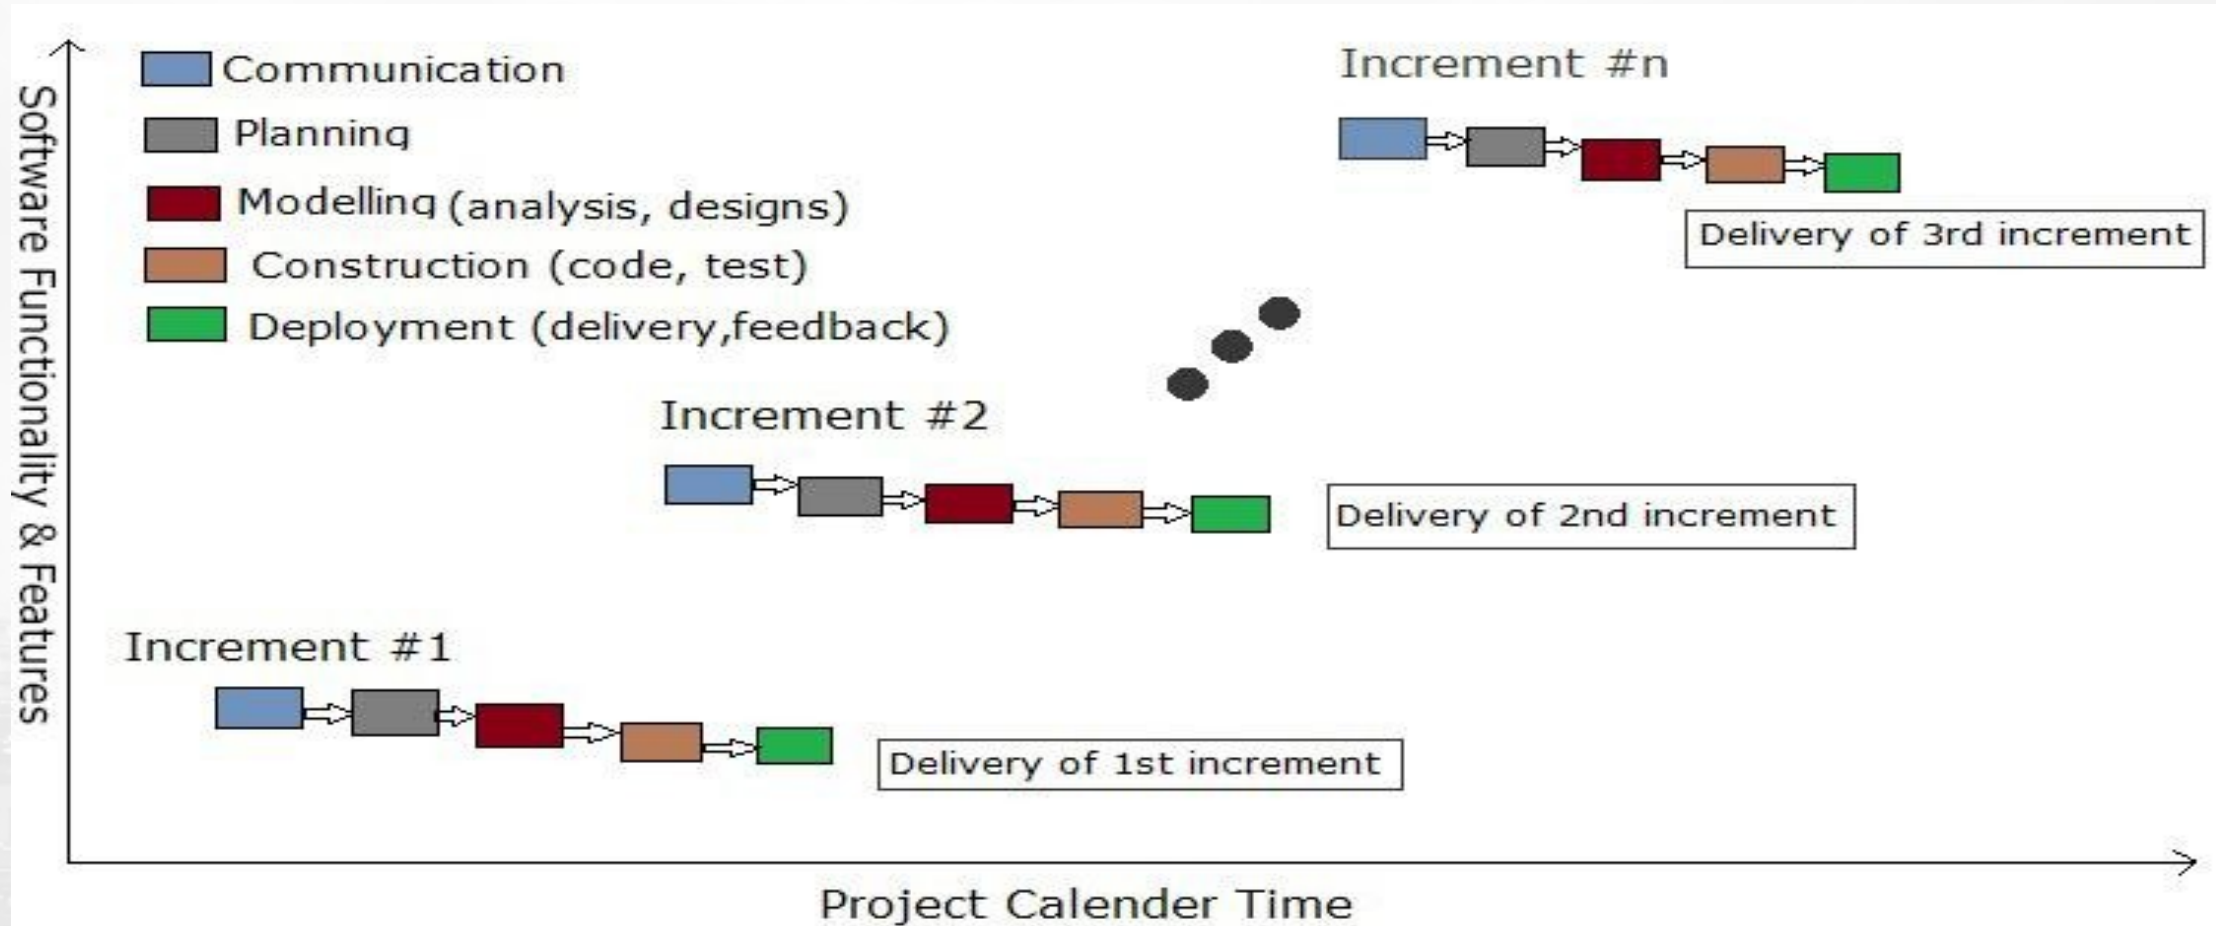 Software Functionality & Features
Communication
Planning
Modelling (analysis, designs)
Construction (code, test)
Deployment (delivery,feedback)
Increment #n
Delivery of 3rd increment
Increment #2
Delivery of 2nd increment
Increment #1
Delivery of 1st increment
Project Calender Time